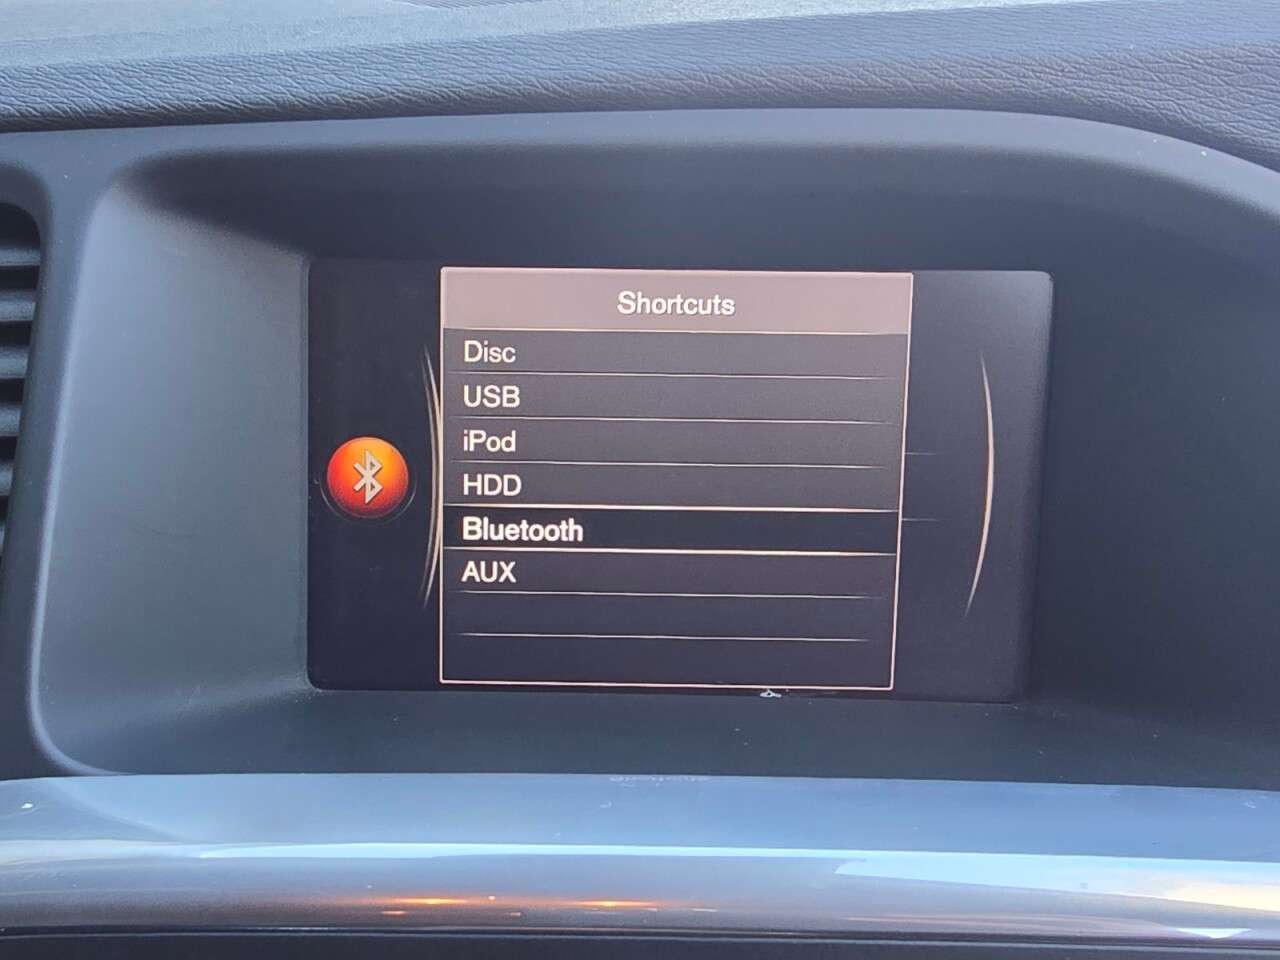 Shortcuts
Disc
USB
iPod
HDD
Bluetooth
AUX